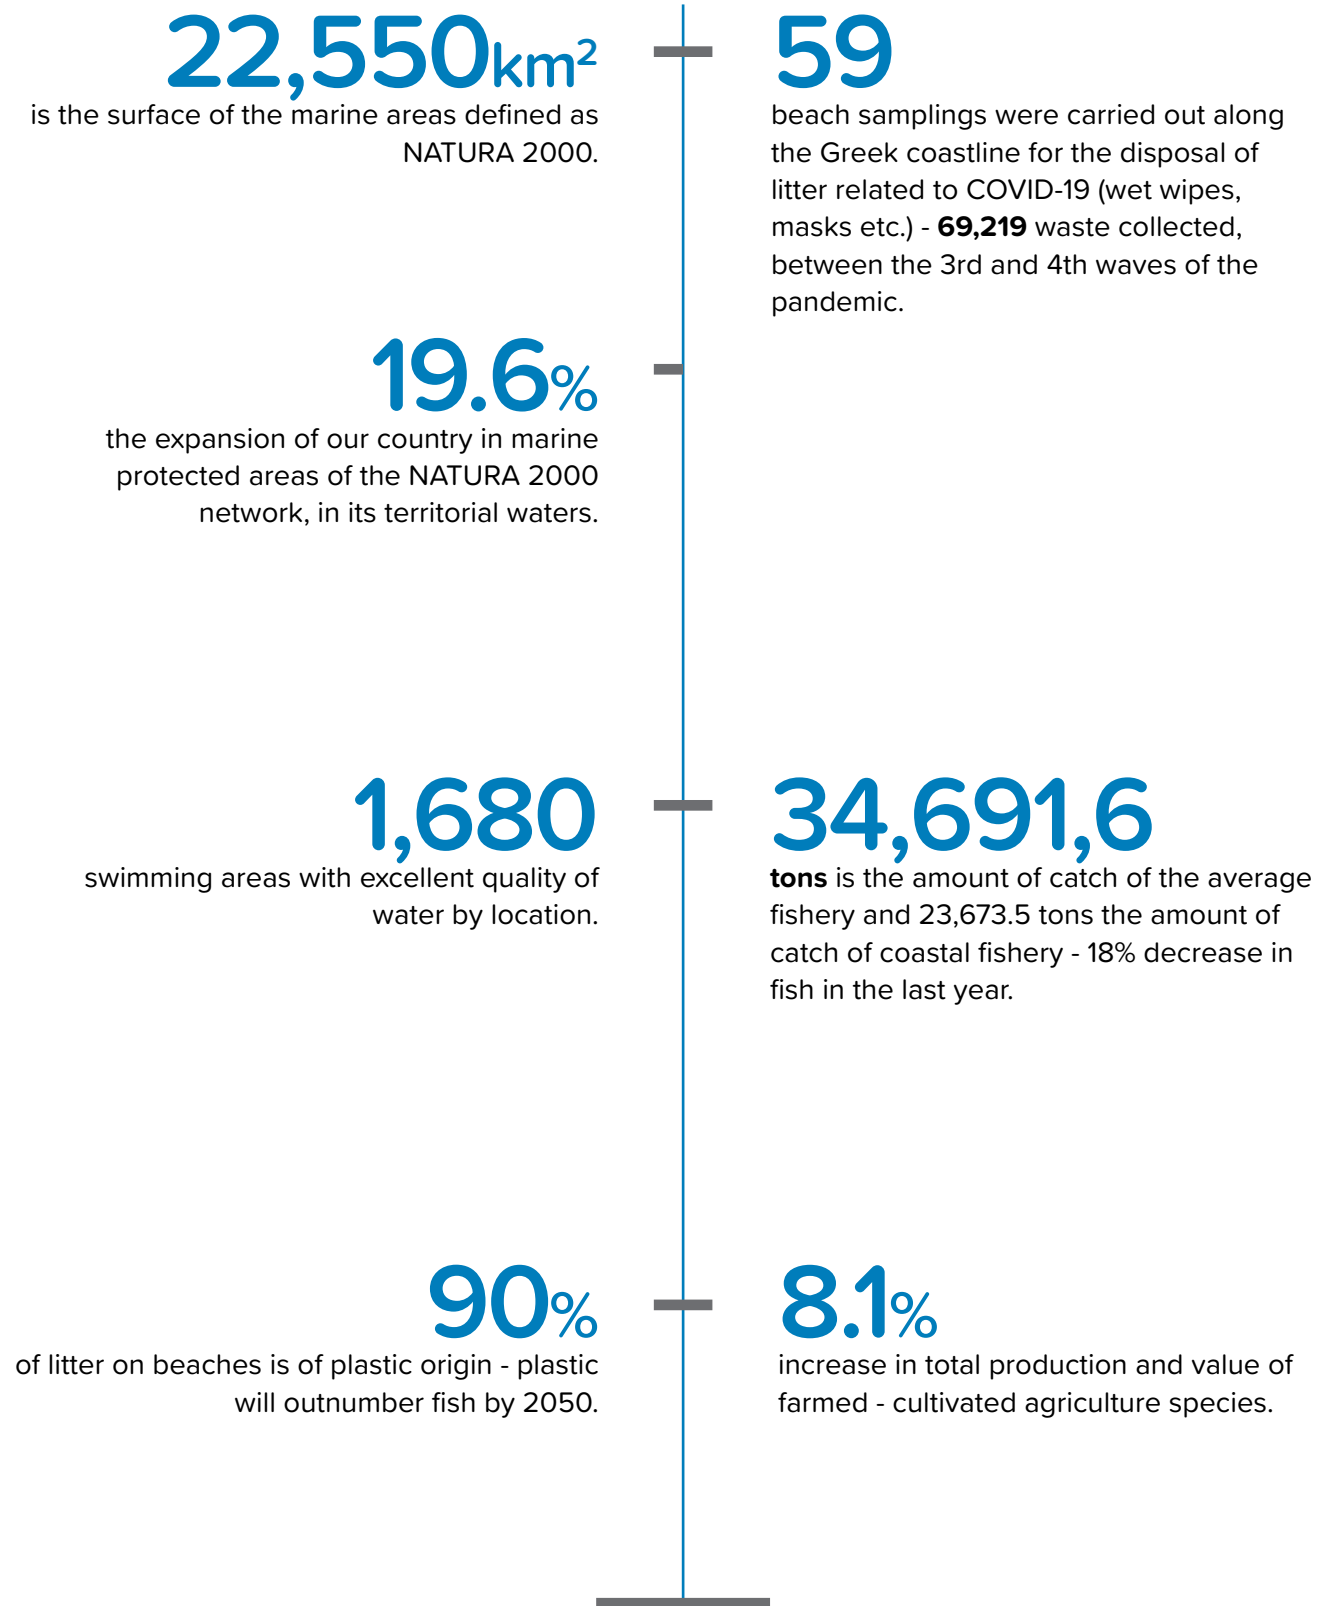 22,550km²
is the surface of the marine areas defined as
NATURA 2000.
59
beach samplings were carried out along
the Greek coastline for the disposal of
litter related to COVID-19 (wet wipes,
masks etc.) - 69,219 waste collected,
between the 3rd and 4th waves of the
pandemic.
19.6%
the expansion of our country in marine
protected areas of the NATURA 2000
network, in its territorial waters.
1,680
swimming areas with excellent quality of
water by location.
34,691,6
tons is the amount of catch of the average
fishery and 23,673.5 tons the amount of
catch of coastal fishery - 18% decrease in
fish in the last year.
90%
of litter on beaches is of plastic origin - plastic
will outnumber fish by 2050.
8.1%
increase in total production and value of
farmed - cultivated agriculture species.